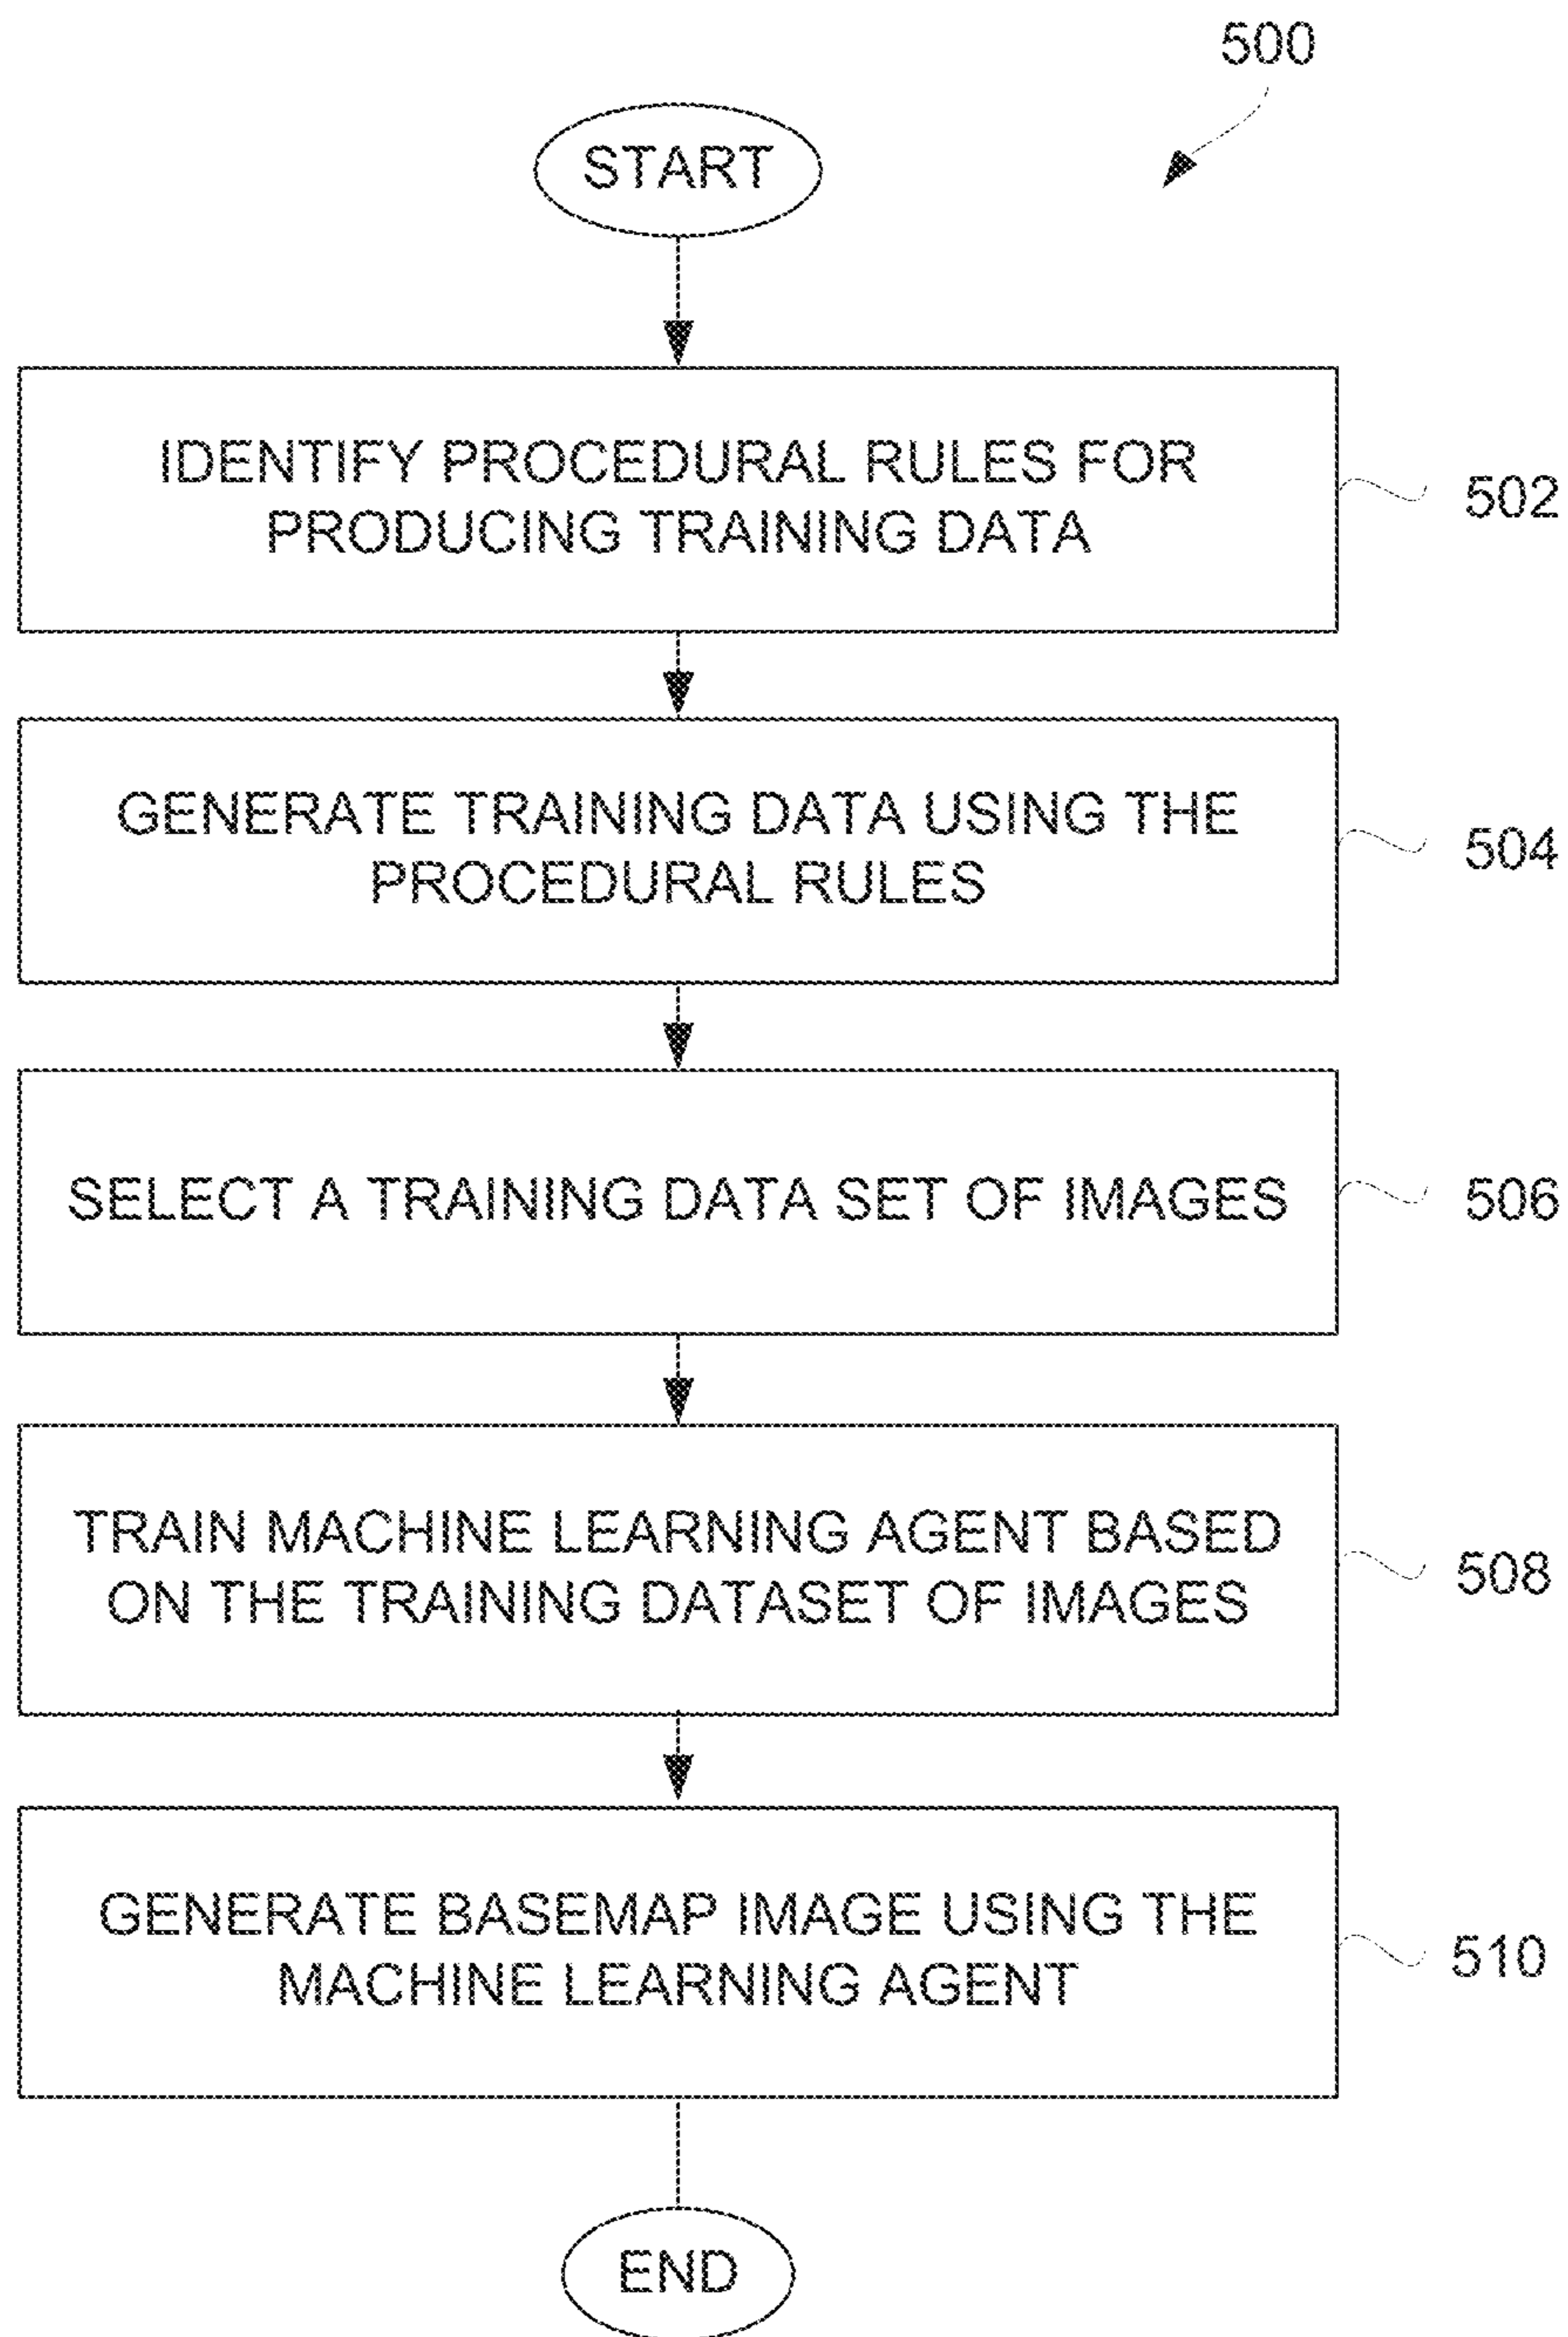 500
START
IDENTIFY PROCEDURAL RULES FOR
PRODUCING TRAINING DATA
502
GENERATE TRAINING DATA USING THE
PROCEDURAL RULES
504
SELECT A TRAINING DATA SET OF IMAGES
506
TRAIN MACHINE LEARNING AGENT BASED
ON THE TRAINING DATASET OF IMAGES
508
GENERATE BASEMAP IMAGE USING THE
MACHINE LEARNING AGENT
510
END